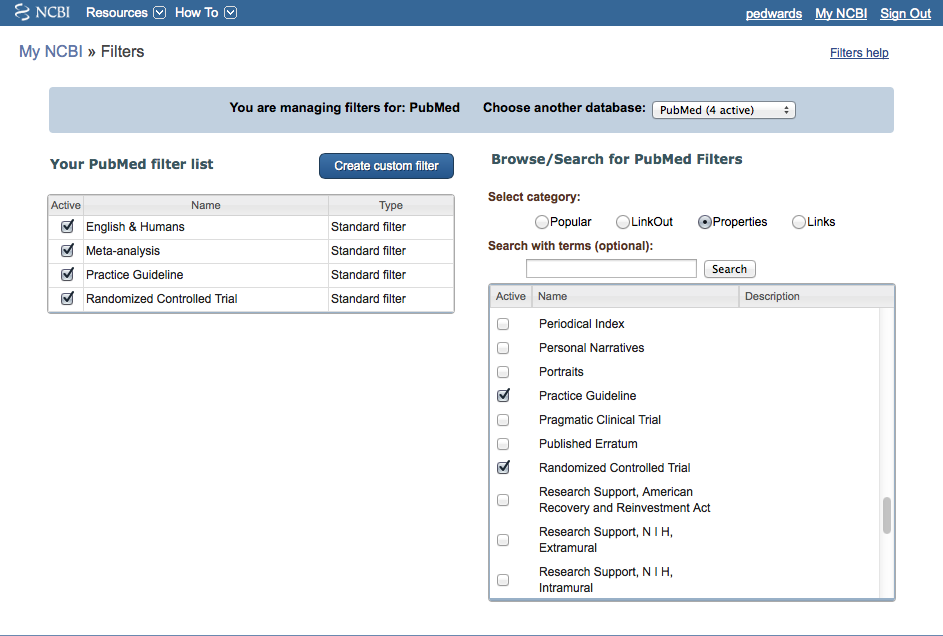 NCBI Resources How To pedwards My NCBI Sign Out
My NCBI » Filters Filters help
You are managing filters for: PubMed Choose another database: PubMed (4 active)
Your PubMed filter list Create custom filter
Active Name Type
English & Humans Standard filter
Meta-analysis Standard filter
Practice Guideline Standard filter
Randomized Controlled Trial Standard filter
Browse/Search for PubMed Filters
Select category:
Popular LinkOut Properties Links
Search with terms (optional):
Search
Active Name Description
Periodical Index
Personal Narratives
Portraits
Practice Guideline
Pragmatic Clinical Trial
Published Erratum
Randomized Controlled Trial
Research Support, American
Recovery and Reinvestment Act
Research Support, N I H,
Extramural
Research Support, N I H,
Intramural